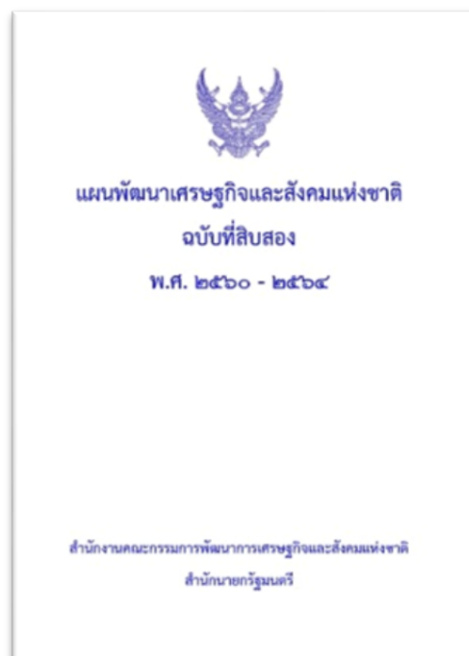 แผนพัฒนาเศรษฐกิจและสังคมแห่งชาติ
ฉบับที่สิบสอง
พ.ศ. ๒๕๖๐ - ๒๕๖๔
สำนักงานคณะกรรมการพัฒนาการเศรษฐกิจและสังคมแห่งชาติ
สำนักนายกรัฐมนตรี